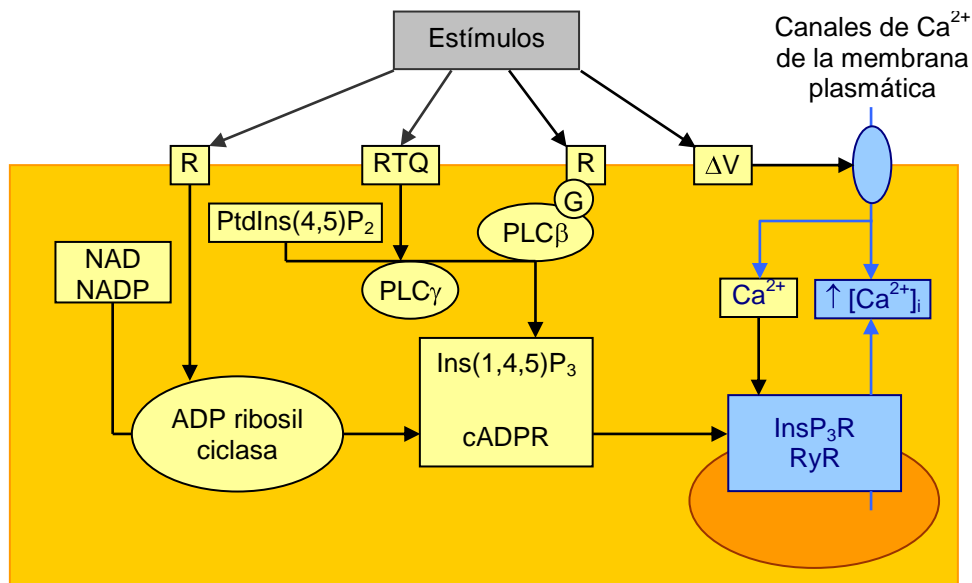 Estímulos
Canales de Ca²⁺
de la membrana
plasmática
R
RTQ
R
ΔV
G
PtdIns(4,5)P₂
PLCβ
NAD
NADP
PLCγ
Ca²⁺
↑ [Ca²⁺]ᵢ
Ins(1,4,5)P₃
ADP ribosil
ciclasa
cADPR
InsP₃R
RyR